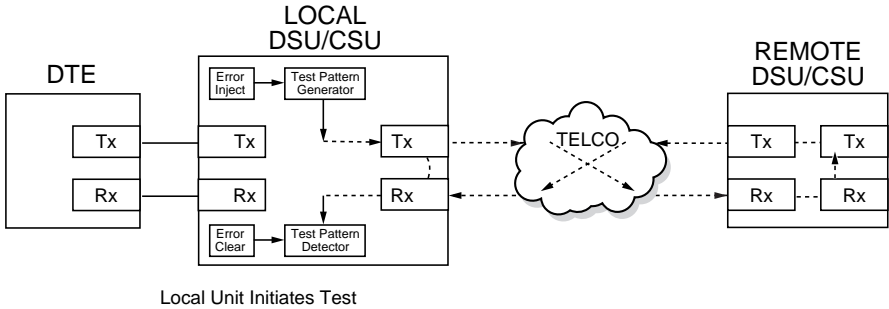 LOCAL
DSU/CSU
REMOTE
DSU/CSU
DTE
Error
Inject
Test Pattern
Generator
Tx
Tx
Tx
TELCO
Tx
Tx
Rx
Rx
Rx
Rx
Rx
Error
Clear
Test Pattern
Detector
Local Unit Initiates Test